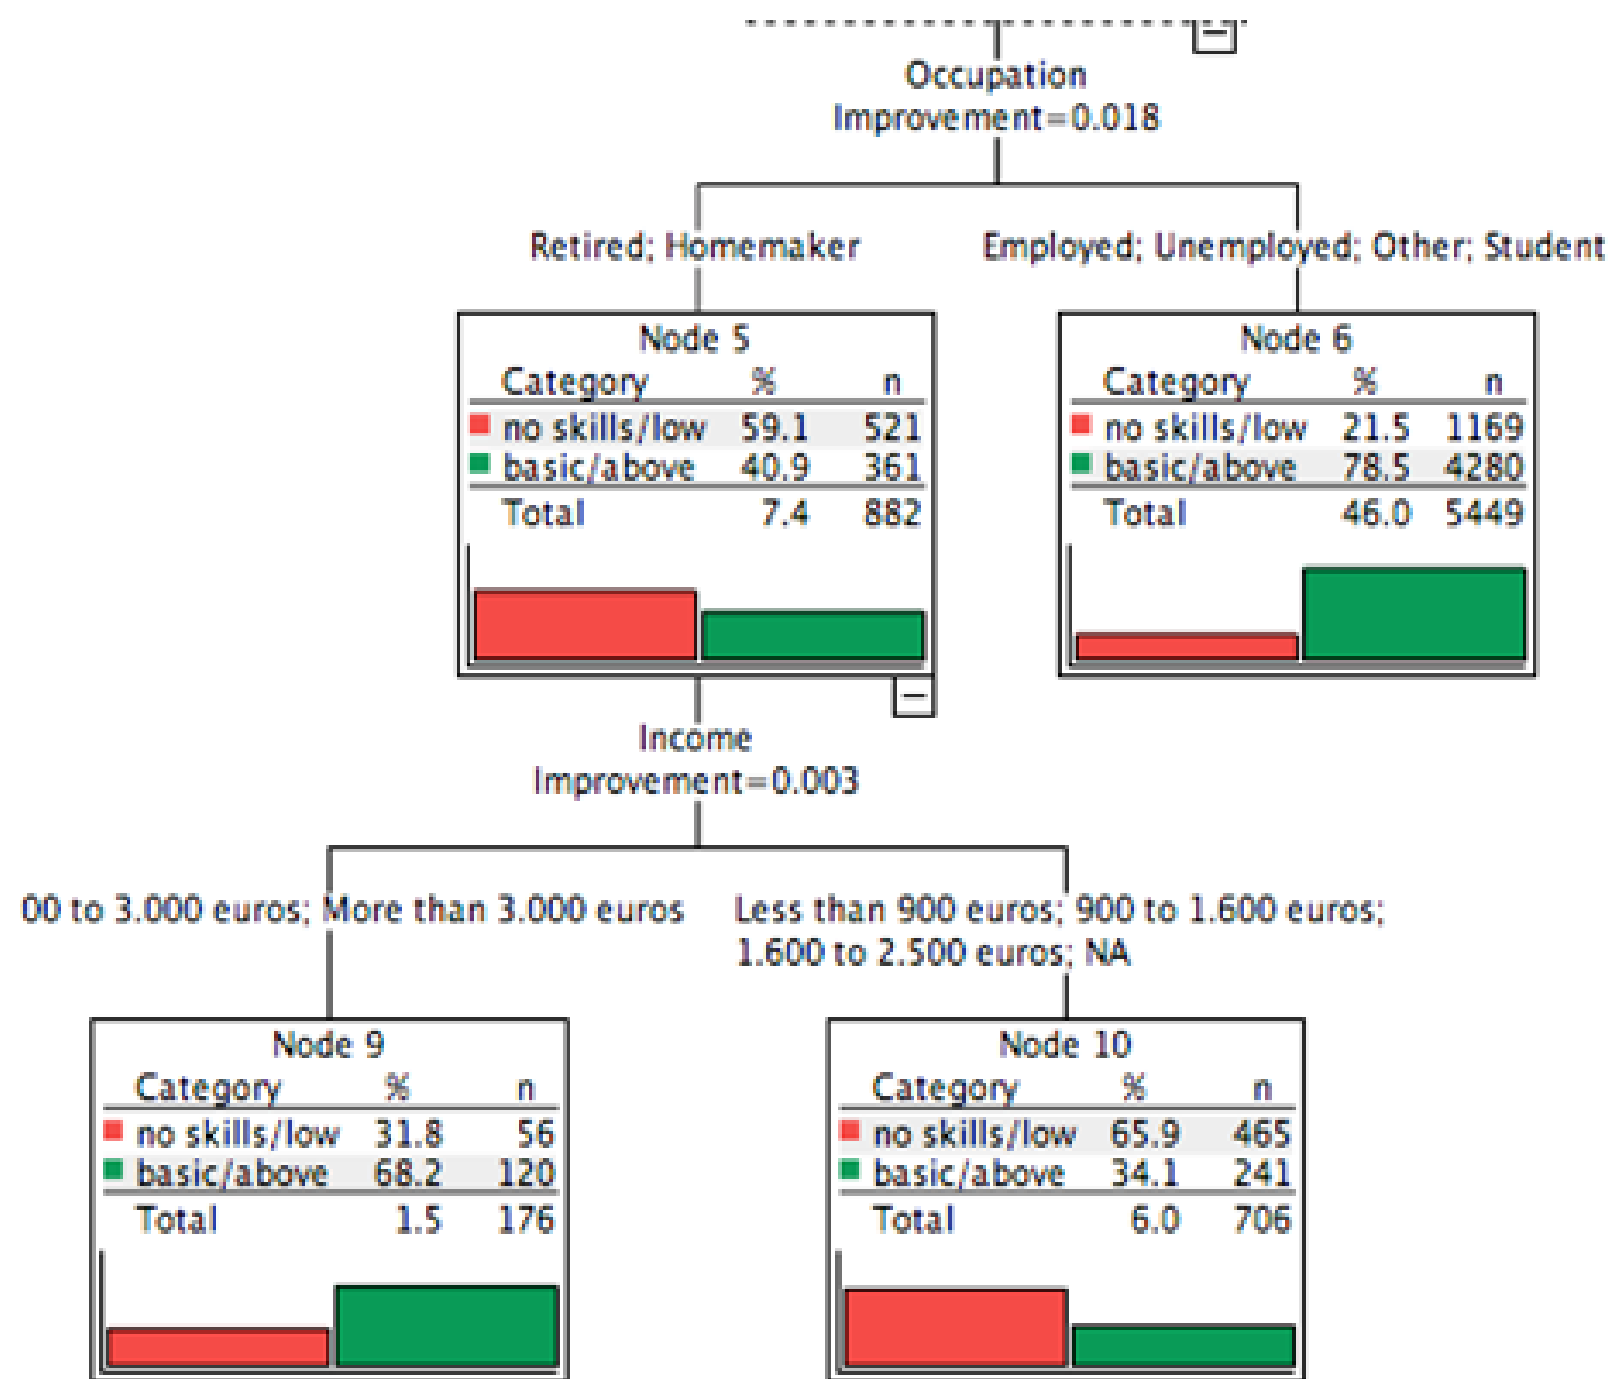 Occupation
Improvement=0.018
Retired; Homemaker
Employed; Unemployed; Other; Student
Node 5
Category % n
no skills/low 59.1 521
basic/above 40.9 361
Total 7.4 882
Node 6
Category % n
no skills/low 21.5 1169
basic/above 78.5 4280
Total 46.0 5449
Income
Improvement=0.003
00 to 3.000 euros; More than 3.000 euros
Less than 900 euros; 900 to 1.600 euros;
1.600 to 2.500 euros; NA
Node 9
Category % n
no skills/low 31.8 56
basic/above 68.2 120
Total 1.5 176
Node 10
Category % n
no skills/low 65.9 465
basic/above 34.1 241
Total 6.0 706